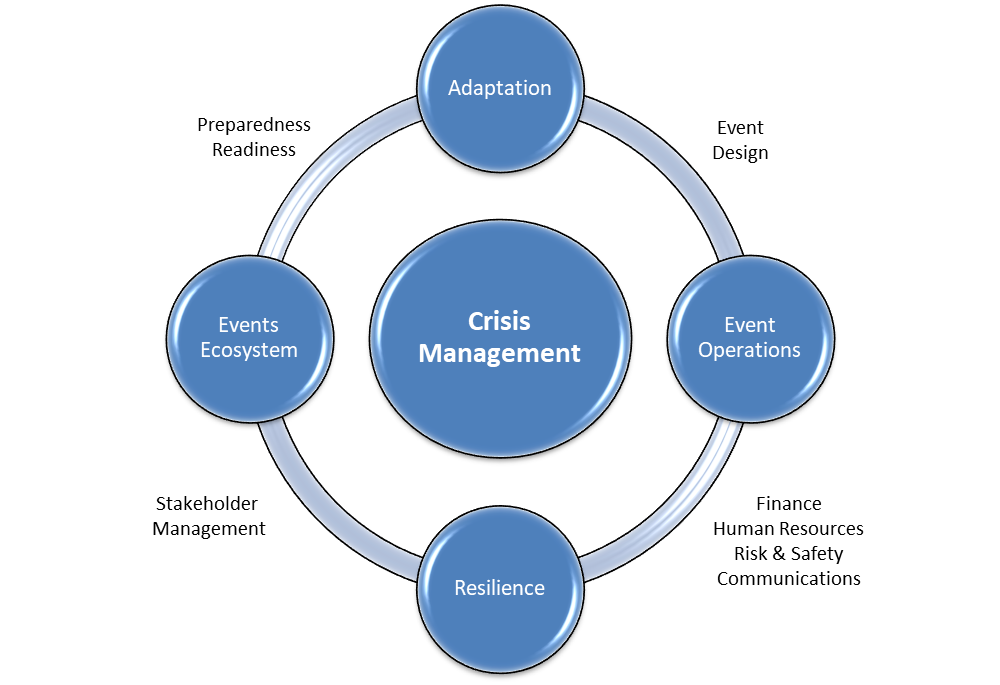 Adaptation
Preparedness
Readiness
Event
Design
Events
Ecosystem
Crisis
Management
Event
Operations
Stakeholder
Management
Resilience
Finance
Human Resources
Risk & Safety
Communications